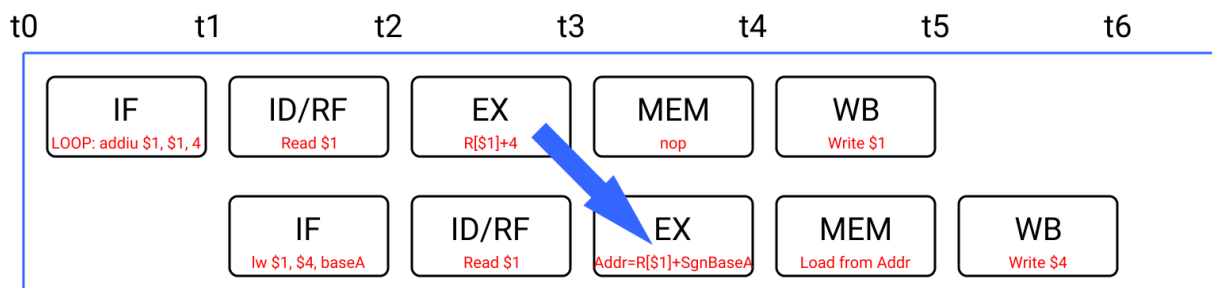 t0 t1 t2 t3 t4 t5 t6
IF ID/RF EX MEM WB
LOOP: addiu $1, $1, 4 Read $1 R[$1]+4 nop Write $1
IF ID/RF EX MEM WB
lw $1, $4, baseA Read $1 Addr=R[$1]+SgnBaseA Load from Addr Write $4